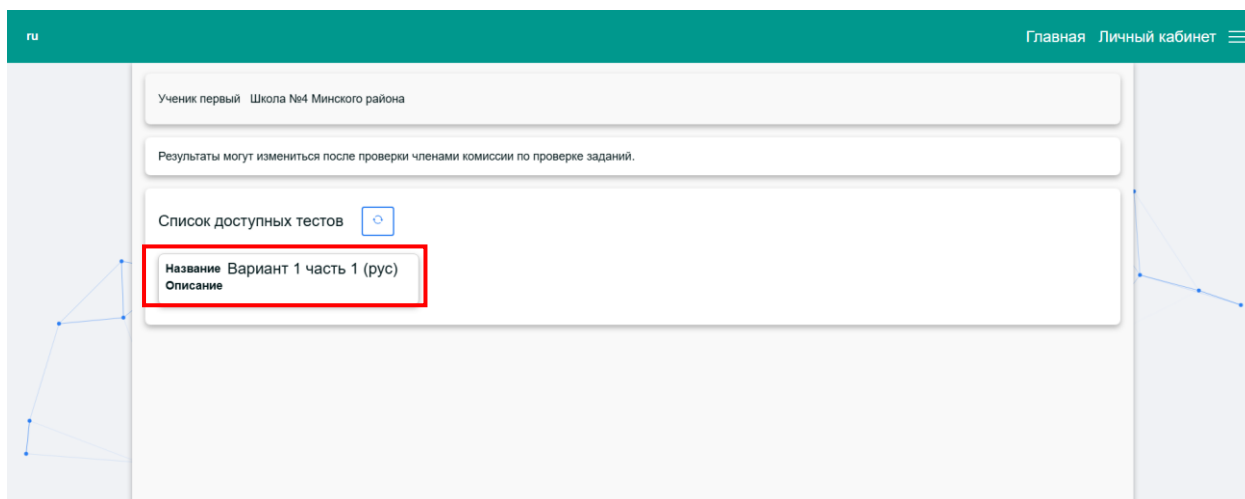 ru
Главная Личный кабинет
Ученик первый Школа №4 Минского района
Результаты могут измениться после проверки членами комиссии по проверке заданий.
Список доступных тестов
Название Вариант 1 часть 1 (рус)
Описание